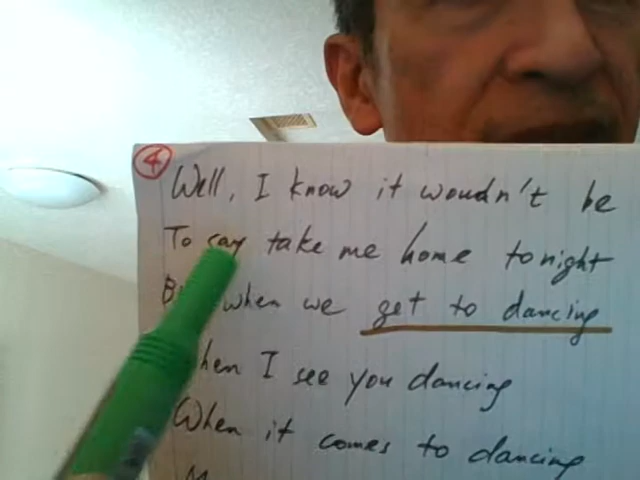 ④ Well, I know it woudn't be
To say take me home tonight
when we get to dancing
hen I see you dancing
When it comes to dancing